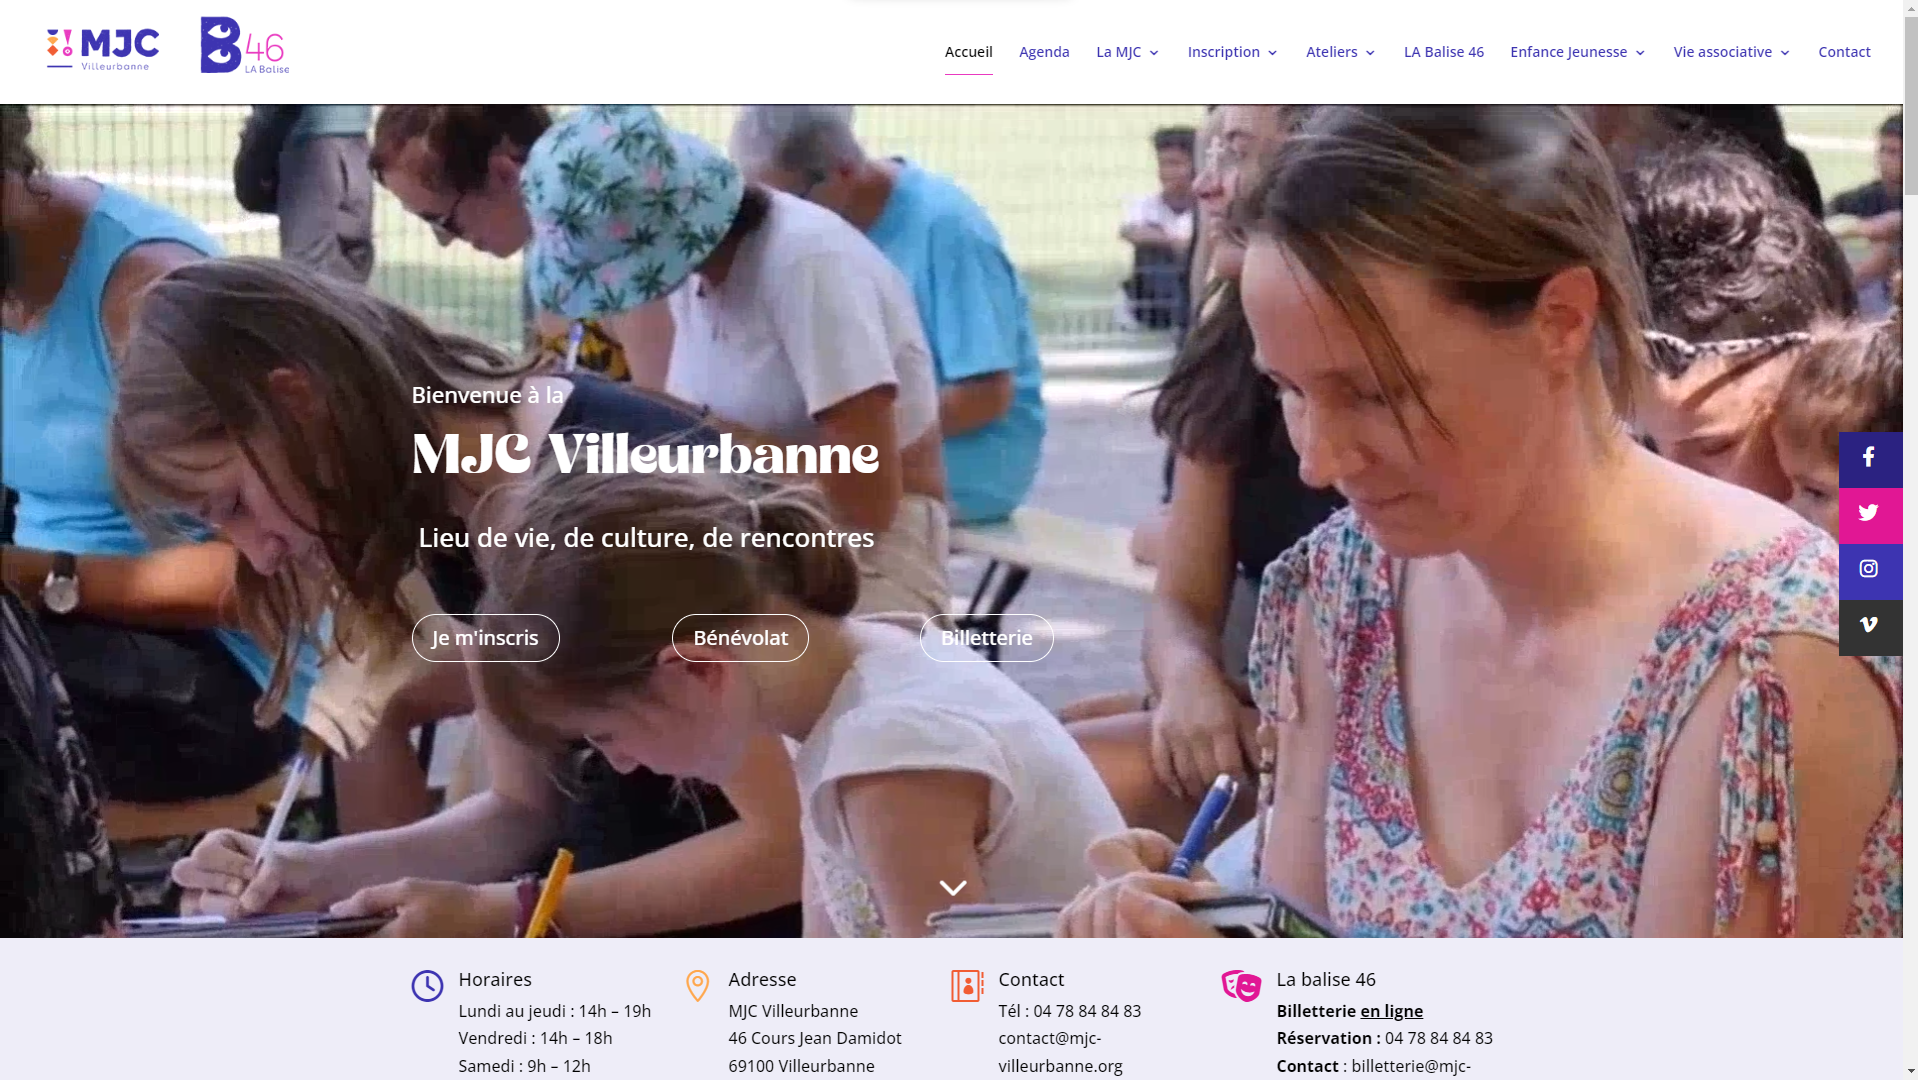 MJC
Villeurbanne
B 46
LA Balise
Accueil
Agenda
La MJC
Inscription
Ateliers
LA Balise 46
Enfance Jeunesse
Vie associative
Contact
Bienvenue à la
MJC Villeurbanne
Lieu de vie, de culture, de rencontres
Je m'inscris
Bénévolat
Billetterie
Horaires
Lundi au jeudi : 14h – 19h
Vendredi : 14h – 18h
Samedi : 9h – 12h
Adresse
MJC Villeurbanne
46 Cours Jean Damidot
69100 Villeurbanne
Contact
Tél : 04 78 84 84 83
contact@mjc-
villeurbanne.org
La balise 46
Billetterie en ligne
Réservation : 04 78 84 84 83
Contact : billetterie@mjc-